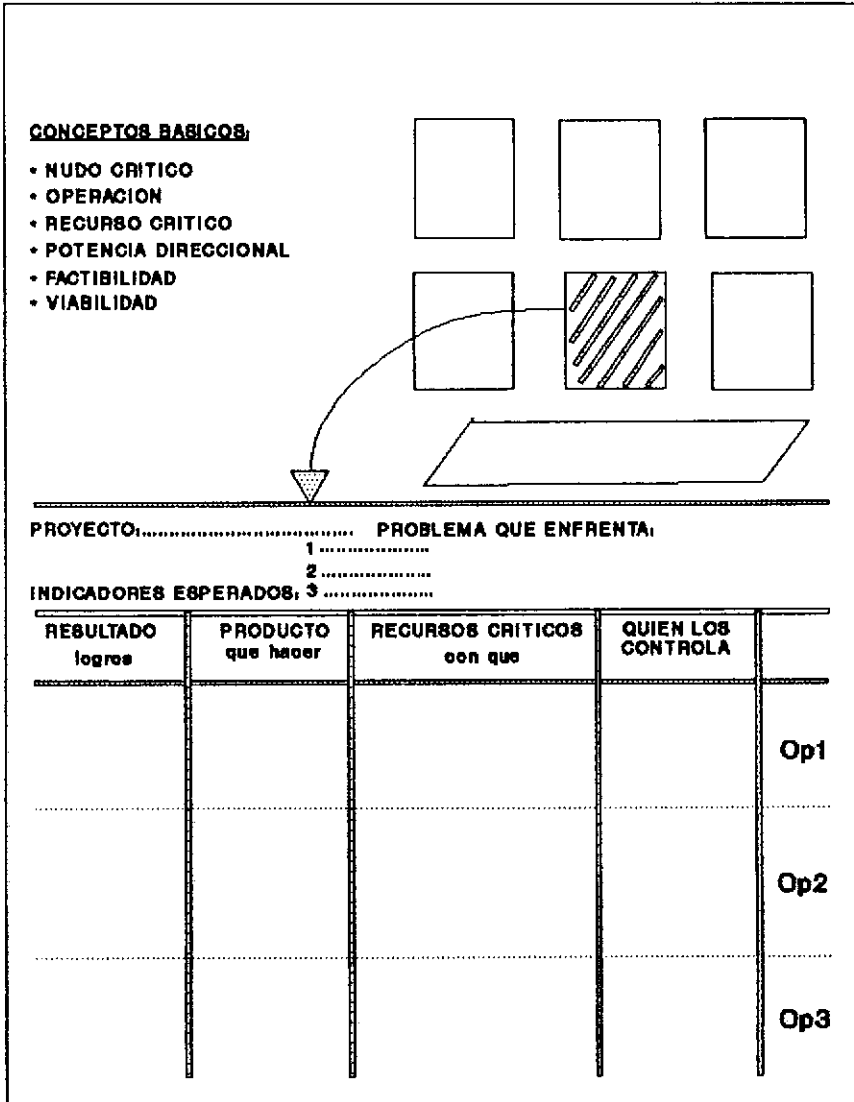 CONCEPTOS BASICOS:
• NUDO CRITICO
• OPERACION
• RECURSO CRITICO
• POTENCIA DIRECCIONAL
• FACTIBILIDAD
• VIABILIDAD
PROYECTO:..................................... PROBLEMA QUE ENFRENTA:
1 ...................
2 ...................
INDICADORES ESPERADOS: 3 ...................
RESULTADO PRODUCTO RECURSOS CRITICOS QUIEN LOS
logros que hacer con que CONTROLA
Op1
Op2
Op3